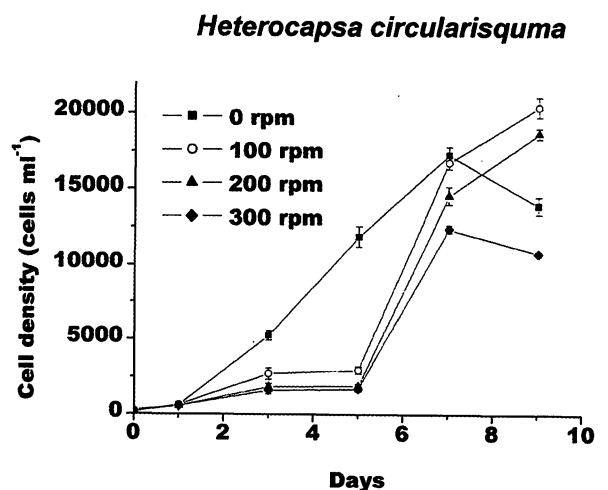 Heterocapsa circularisquma
20000
15000
10000
5000
0
Cell density (cells ml⁻¹)
0 rpm
100 rpm
200 rpm
300 rpm
0 2 4 6 8 10
Days